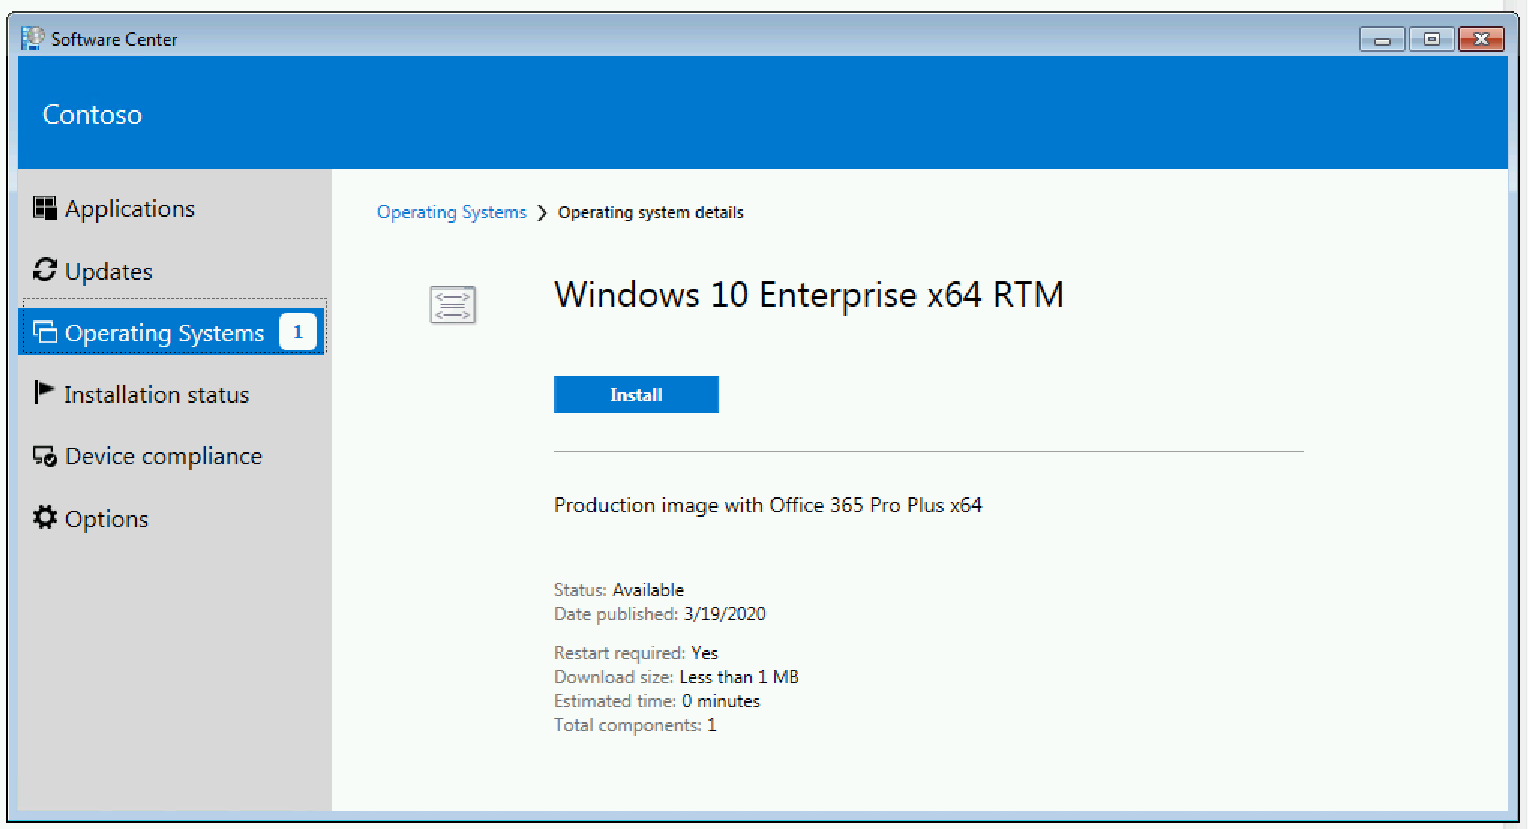 Software Center
Contoso
Applications
Updates
Operating Systems 1
Installation status
Device compliance
Options
Operating Systems > Operating system details
Windows 10 Enterprise x64 RTM
Install
Production image with Office 365 Pro Plus x64
Status: Available
Date published: 3/19/2020
Restart required: Yes
Download size: Less than 1 MB
Estimated time: 0 minutes
Total components: 1